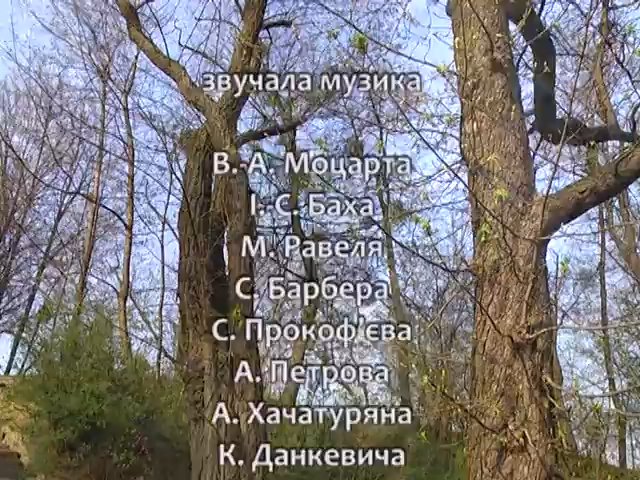 звучала музика
В.-А. Моцарта
І. С. Баха
М. Равеля
С. Барбера
С. Прокоф'єва
А. Петрова
А. Хачатуряна
К. Данкевича